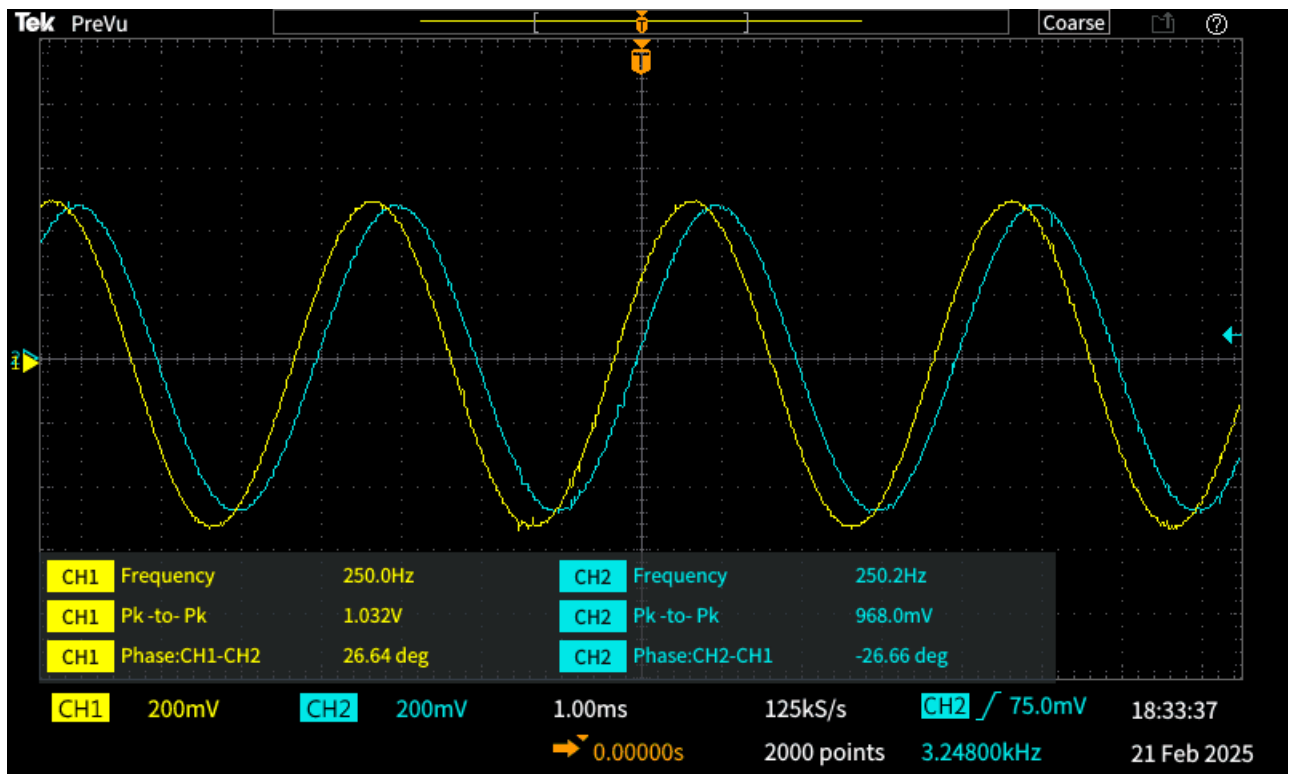 Tek PreVu Coarse
T
T
2
1
CH1 Frequency 250.0Hz CH2 Frequency 250.2Hz
CH1 Pk-to-Pk 1.032V CH2 Pk-to-Pk 968.0mV
CH1 Phase:CH1-CH2 26.64 deg CH2 Phase:CH2-CH1 -26.66 deg
CH1 200mV CH2 200mV 1.00ms 125kS/s CH2 75.0mV 18:33:37
0.00000s 2000 points 3.24800kHz 21 Feb 2025